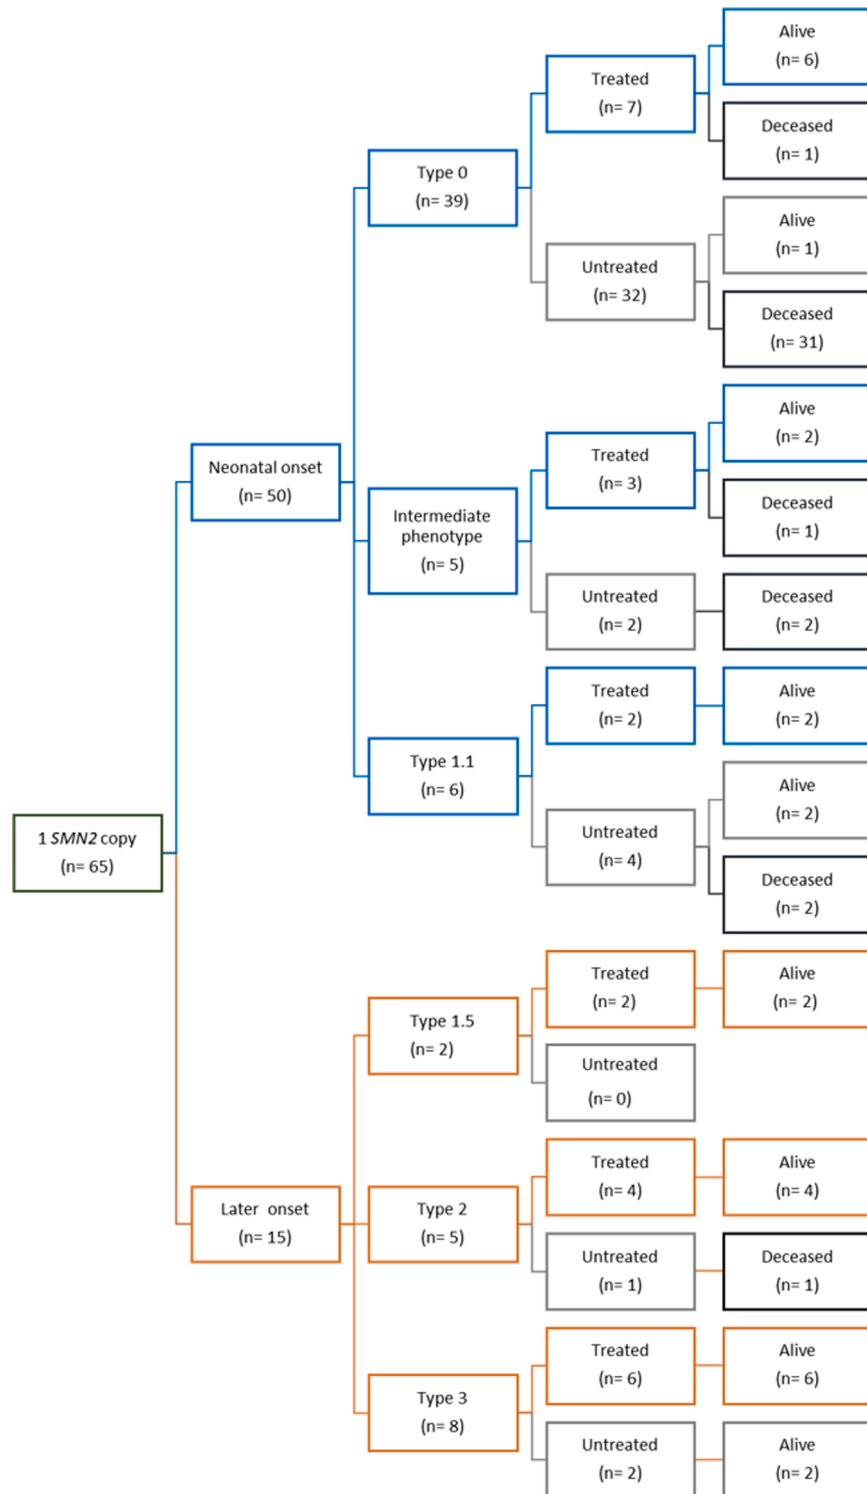 Alive
(n= 6)
Treated
(n= 7)
Deceased
(n= 1)
Type 0
(n= 39)
Alive
(n= 1)
Untreated
(n= 32)
Deceased
(n= 31)
Alive
(n= 2)
Neonatal onset
(n= 50)
Treated
(n= 3)
Deceased
(n= 1)
Intermediate
phenotype
(n= 5)
Untreated
(n= 2)
Deceased
(n= 2)
Treated
(n= 2)
Alive
(n= 2)
Type 1.1
(n= 6)
Alive
(n= 2)
Untreated
(n= 4)
Deceased
(n= 2)
1 SMN2 copy
(n= 65)
Treated
(n= 2)
Alive
(n= 2)
Type 1.5
(n= 2)
Untreated
(n= 0)
Treated
(n= 4)
Alive
(n= 4)
Later onset
(n= 15)
Type 2
(n= 5)
Untreated
(n= 1)
Deceased
(n= 1)
Treated
(n= 6)
Alive
(n= 6)
Type 3
(n= 8)
Untreated
(n= 2)
Alive
(n= 2)